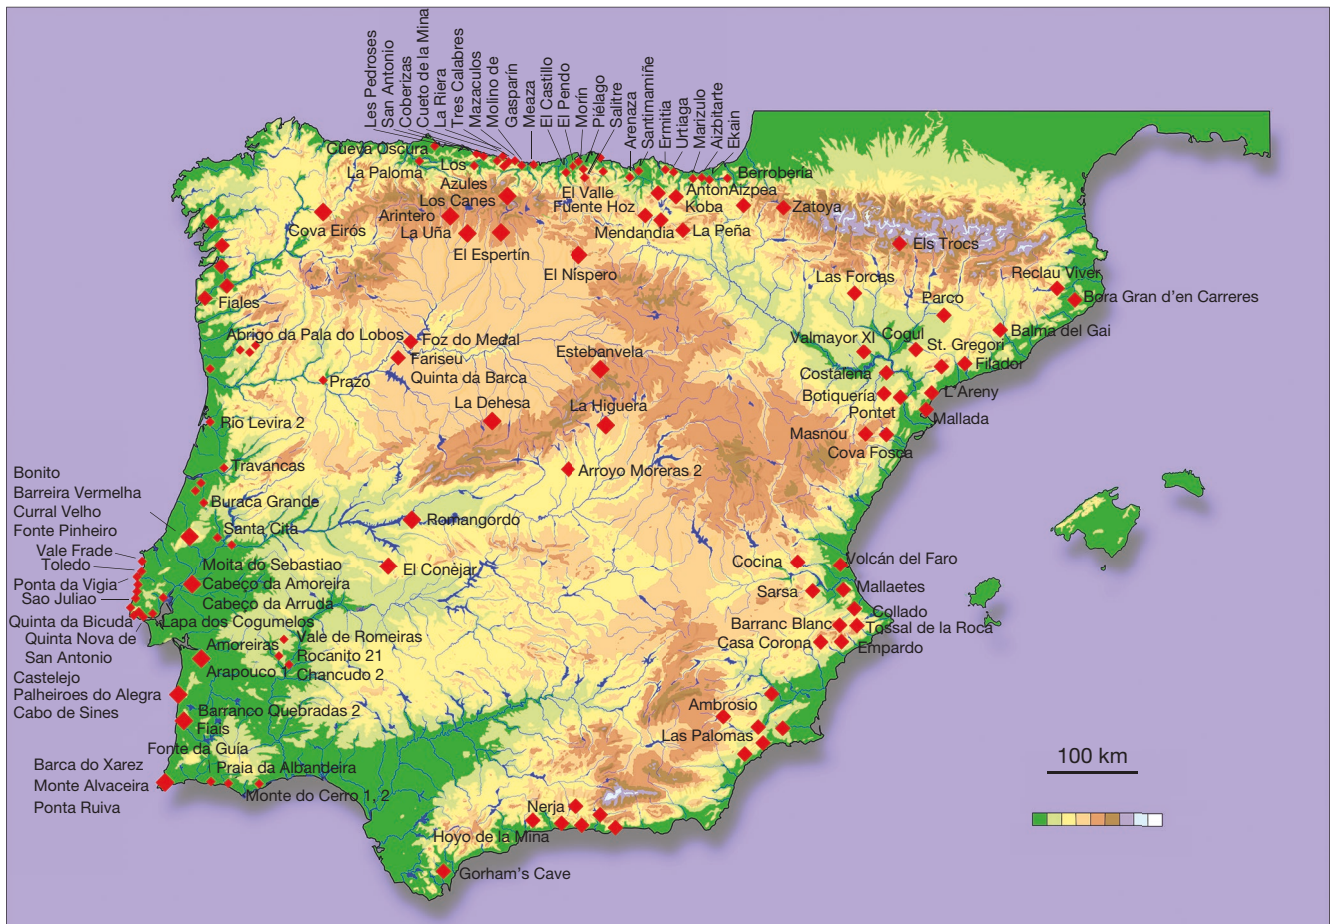 Les Pedroses
San Antonio
Coberizas
Cueto de la Mina
La Riera
Tres Calabres
Mazaculos
Molino de
Gasparín
Meaza
El Castillo
El Pendo
Morín
Piélago
Salitre
Arenaza
Santimamiñe
Ermitia
Urtiaga
Marizulo
Aizbitarte
Ekain
Cueva Oscura
La Paloma
Los
Azules
Los Canes
Arintero
La Uña
El Espertín
Cova Eirós
El Valle
Fuente Hoz
Mendandia
Anton
Koba
Aizpea
Berroberia
Zatoya
La Peña
El Níspero
Els Trocs
Las Forcas
Reclau Viver
Bora Gran d'en Carreres
Parco
Balma del Gai
Cogul
St. Gregori
Valmayor XI
Filador
Costalena
Botiquería
L'Areny
Pontet
Mallada
Masnou
Cova Fosca
Fiales
Abrigo da Pala do Lobos
Foz do Medal
Fariseu
Quinta da Barca
Prazo
Estebanvela
La Dehesa
La Higuera
Rio Levira 2
Arroyo Moreras 2
Travancas
Bonito
Barreira Vermelha
Curral Velho
Fonte Pinheiro
Buraca Grande
Santa Cita
Romangordo
Vale Frade
Toledo
Ponta da Vigia
Sao Juliao
Moita do Sebastiao
Cabeço da Amoreira
Cabeço da Arruda
El Conèjar
Cocina
Volcán del Faro
Sarsa
Mallaetes
Collado
Barranc Blanc
Tossal de la Roca
Casa Corona
Empardo
Quinta da Bicuda
Lapa dos Cogumelos
Quinta Nova de
San Antonio
Vale de Romeiras
Amoreiras
Rocanito 21
Arapouco 1
Chancudo 2
Castelejo
Palheiroes do Alegra
Cabo de Sines
Barranco Quebradas 2
Fiais
Fonte da Guía
Ambrosio
Las Palomas
Barca do Xarez
Monte Alvaceira
Ponta Ruiva
Praia da Albandeira
Monte do Cerro 1, 2
100 km
Nerja
Hoyo de la Mina
Gorham's Cave